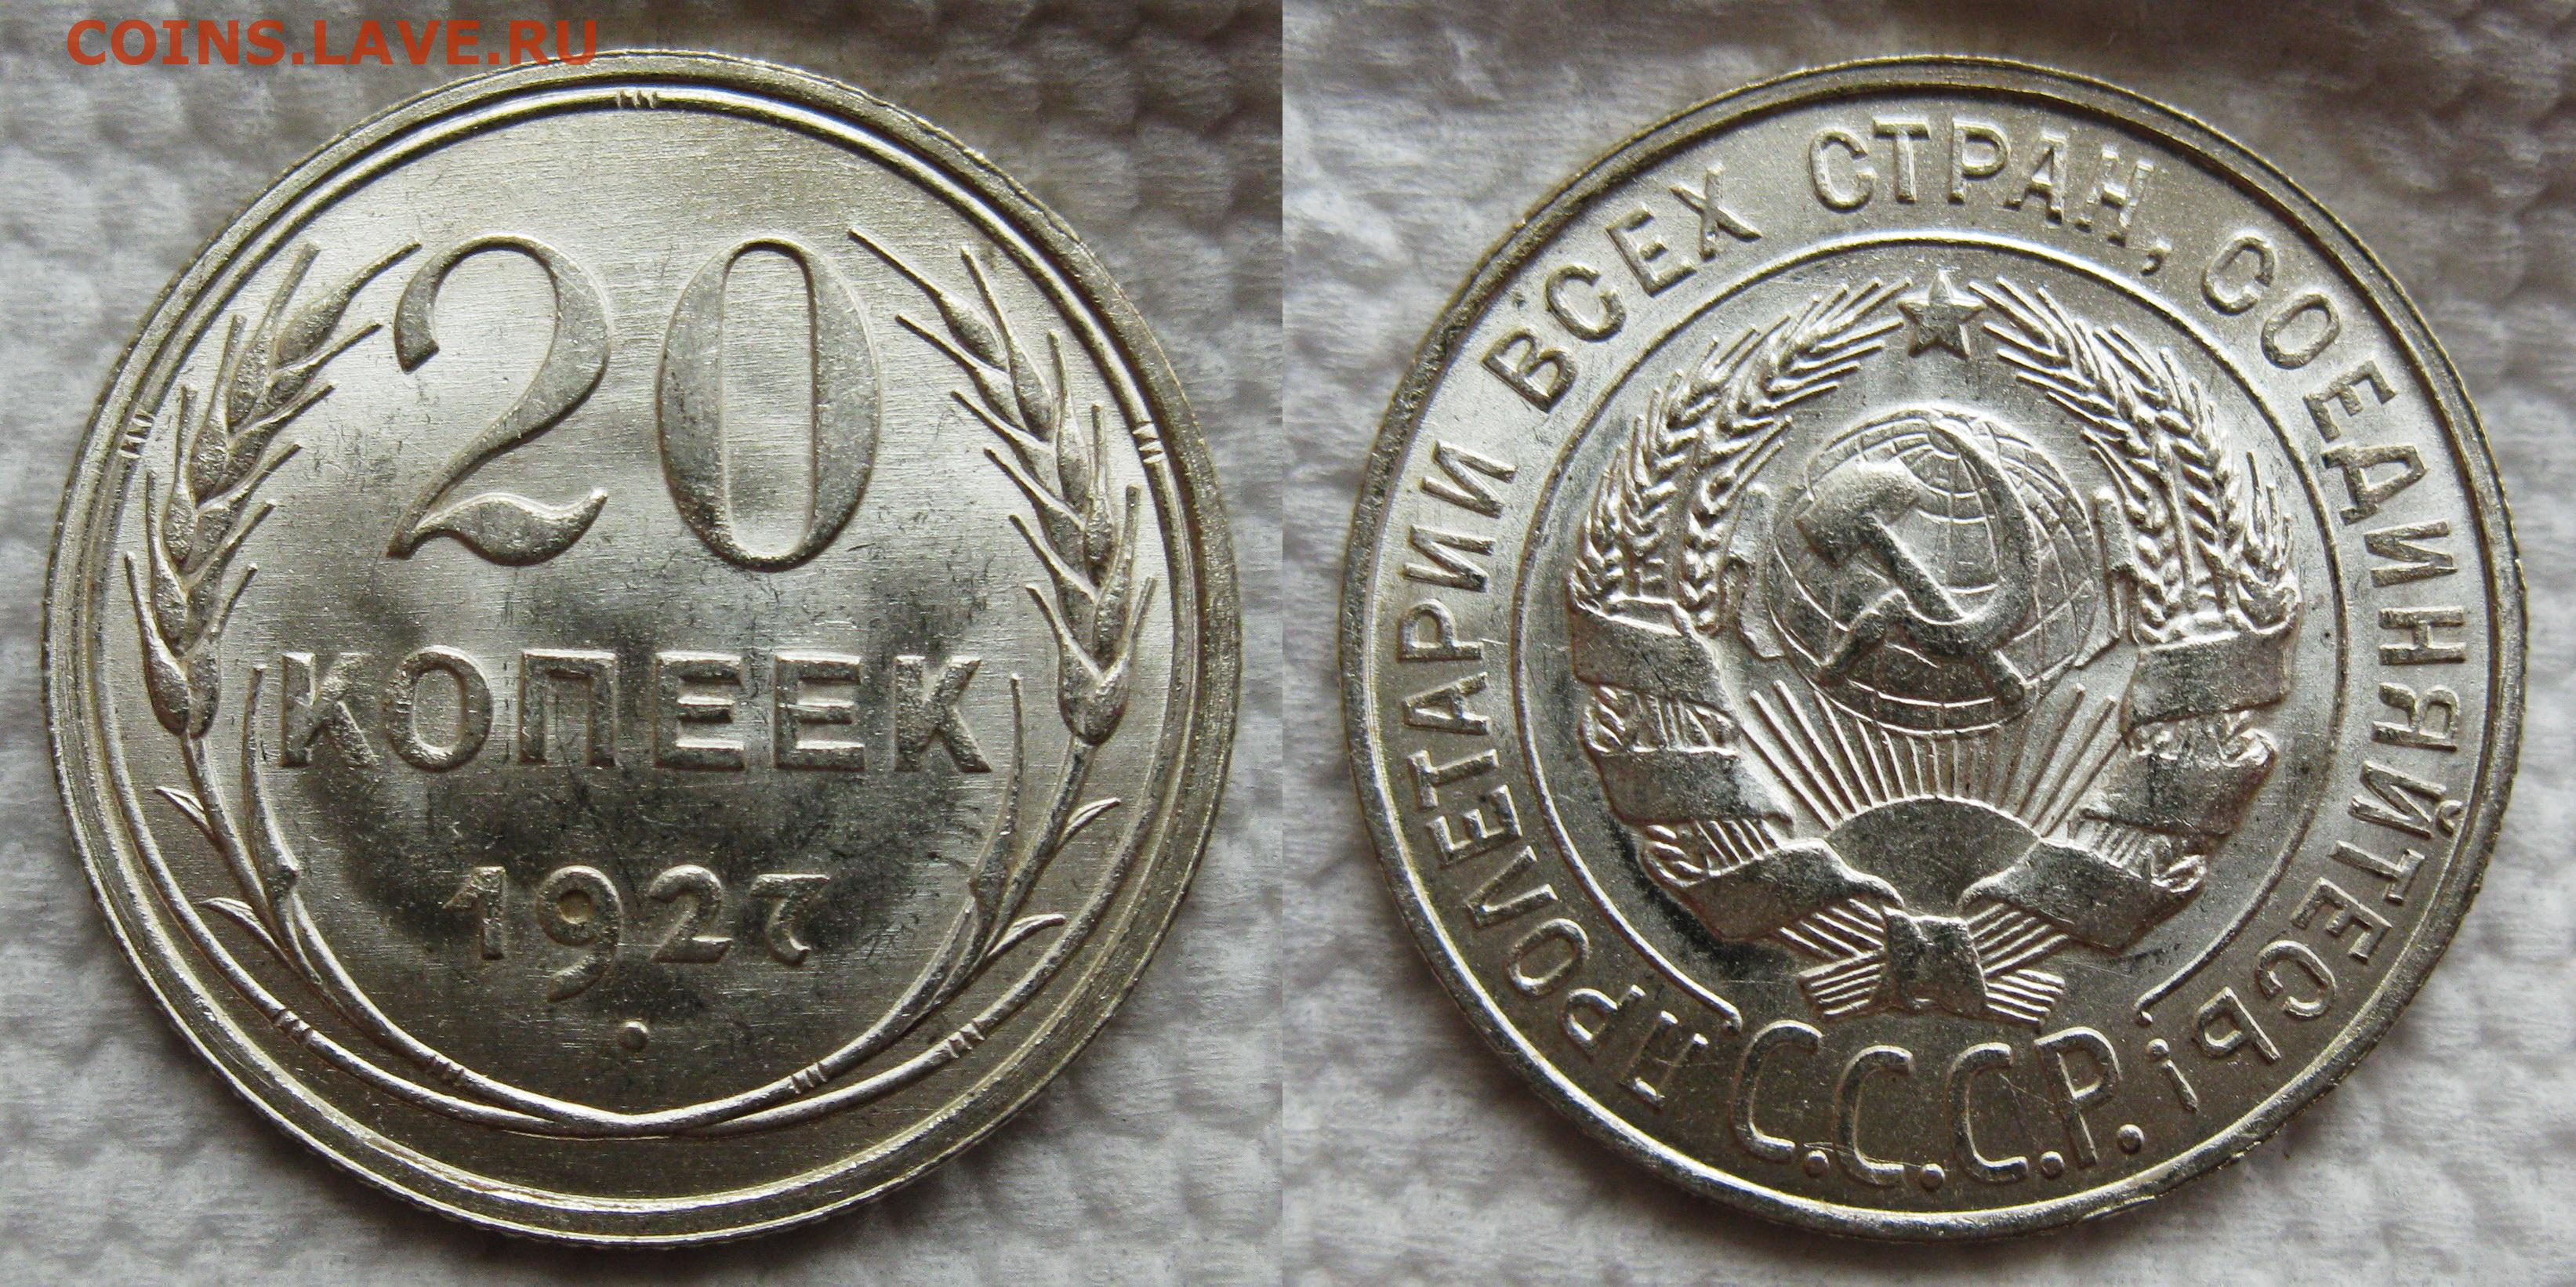 COINS.LAVE.RU
20
КОПЕЕК
1927
ПРОЛЕТАРИИ ВСЕХ СТРАН, СОЕДИНЯЙТЕСЬ!
С.С.С.Р.